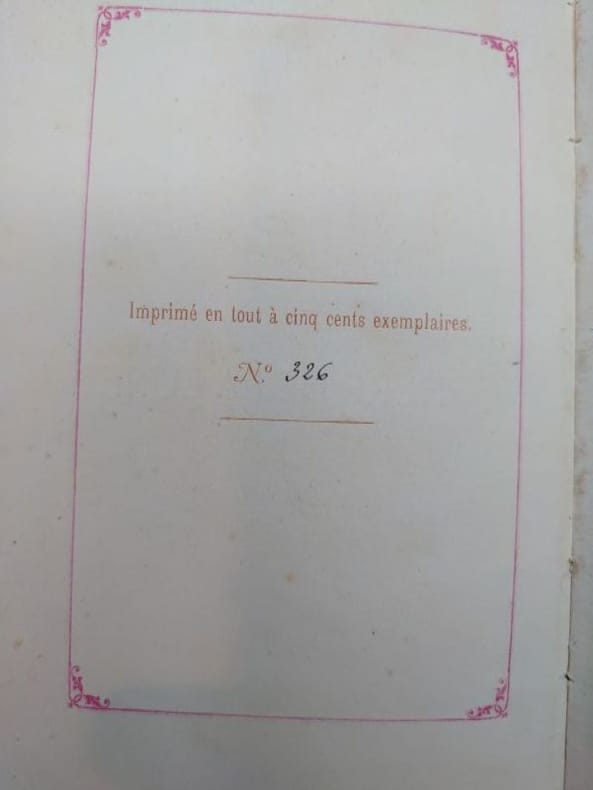 Imprimé en tout à cinq cents exemplaires.
N.º 326